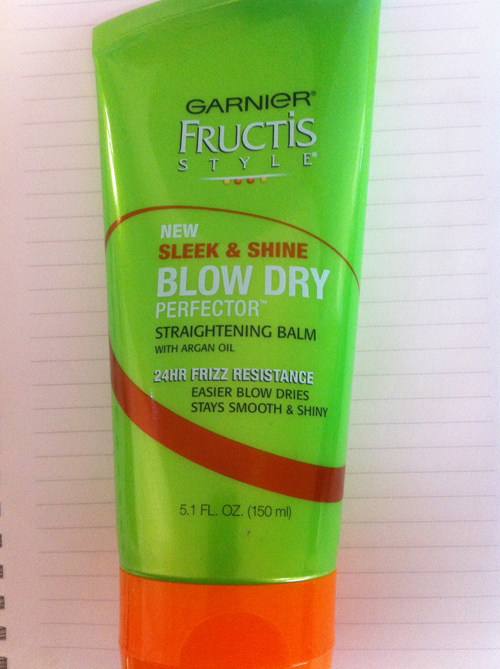 GARNIER®
FRUCTIS
STYLE®
NEW
SLEEK & SHINE
BLOW DRY
PERFECTOR™
STRAIGHTENING BALM
WITH ARGAN OIL
24HR FRIZZ RESISTANCE
EASIER BLOW DRIES
STAYS SMOOTH & SHINY
5.1 FL. OZ. (150 ml)